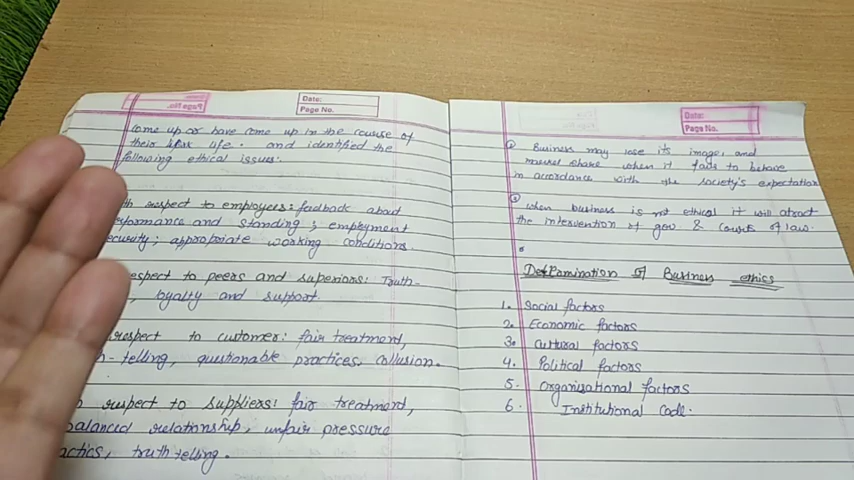 Date:
Page No.
come up or have come up in the course of
their work life. and identified the
following ethical issues:
respect to employees: feadback about
performance and standing; employment
security; appropriate working conditions.
respect to peers and superiors: Truth-
loyalty and support.
respect to customer: fair treatment,
- telling, questionable practices. Collusion.
respect to suppliers: fair treatment,
balanced relationship, unfair pressure
tactics, truth telling.
Date:
Page No.
Business may lose its image, and
market share when it fails to behave
in accordance with the society's expectation
when business is not ethical it will atract
the intervention of gov & courts of law.
Determination of Business ethics
1. Social factors
2. Economic factors
3. Cultural factors
4. Political factors
5. Organisational factors
6. Institutional Code.